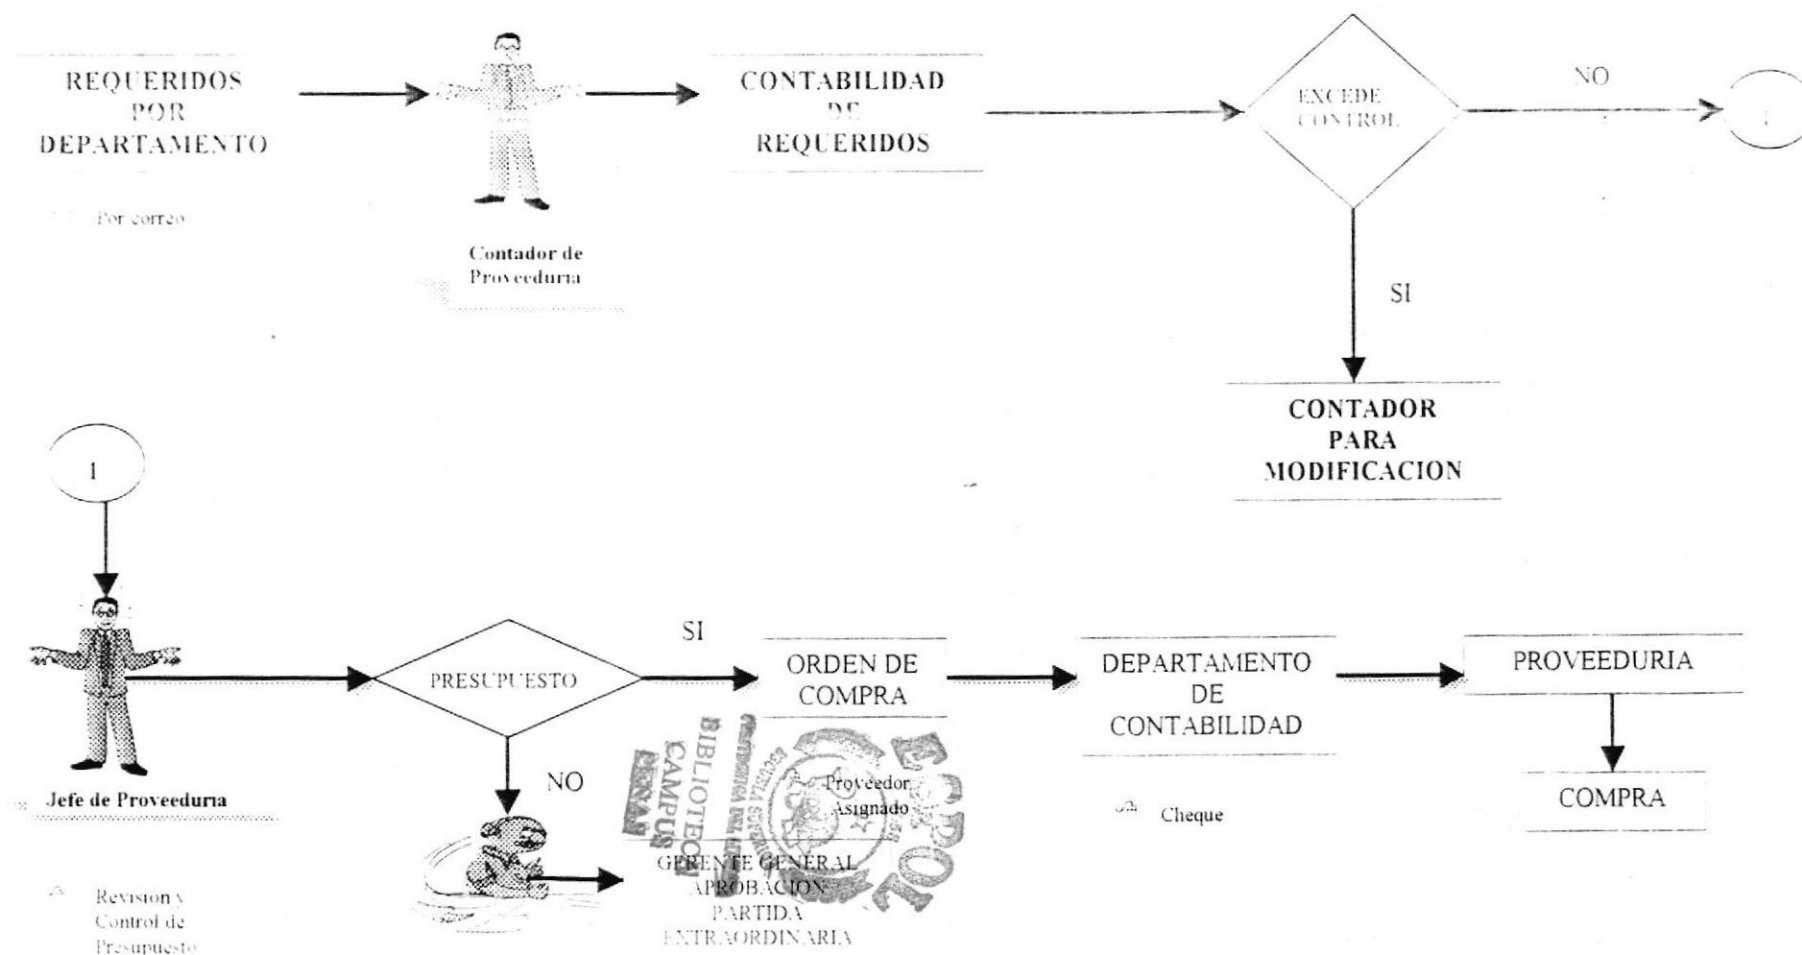 REQUERIDOS
POR
DEPARTAMENTO
Por correo
Contador de
Proveeduria
CONTABILIDAD
DE
REQUERIDOS
EXCEDE
CONTROL
NO
1
SI
CONTADOR
PARA
MODIFICACION
1
Jefe de Proveeduria
Revision y
Control de
Presupuesto
PRESUPUESTO
SI
NO
ORDEN DE
COMPRA
Proveedor
Asignado
GERENTE GENERAL
APROBACION
PARTIDA
EXTRAORDINARIA
DEPARTAMENTO
DE
CONTABILIDAD
Cheque
PROVEEDURIA
COMPRA
ESPOL
BIBLIOTECA
CAMPUS
PEÑAS